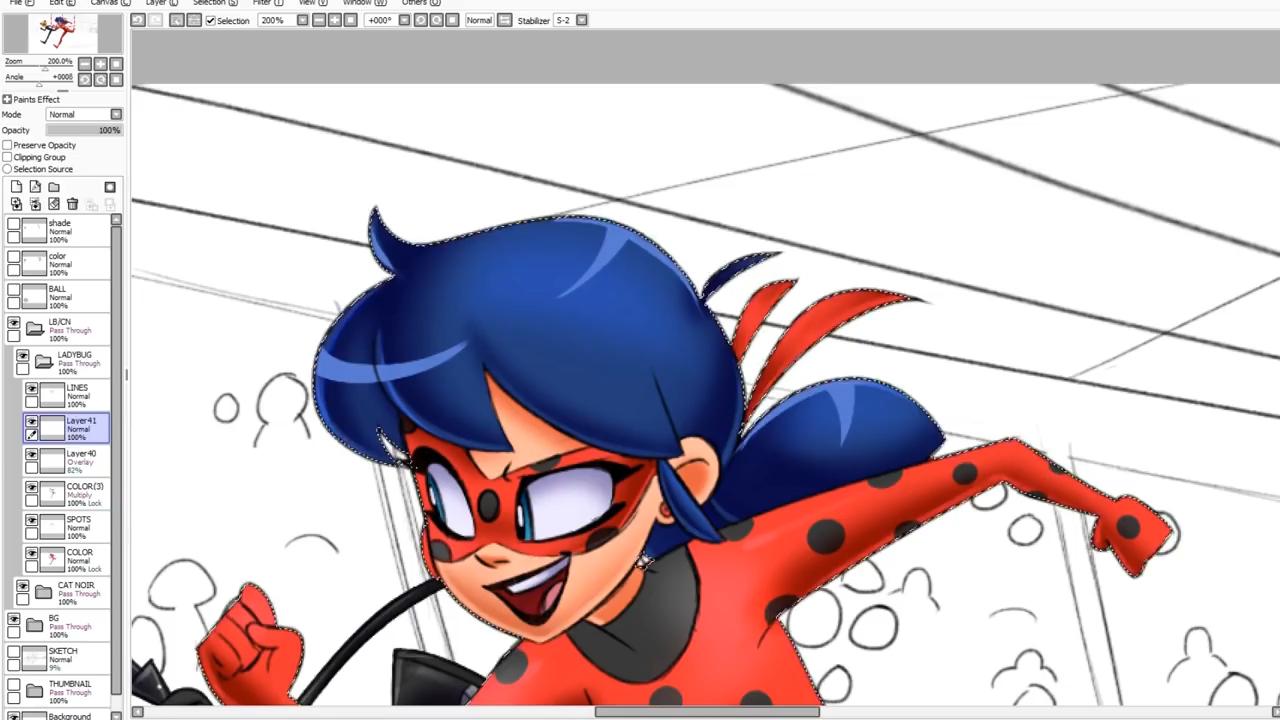 File (F) Edit (E) Canvas (C) Layer (L) Selection (S) Filter (T) View (V) Window (W) Others (O)
Selection 200% +000° Normal Stabilizer S-2
Zoom 200.0%
Angle +000ß
Paints Effect
Mode Normal
Opacity 100%
Preserve Opacity
Clipping Group
Selection Source
shade
Normal
100%
color
Normal
100%
BALL
Normal
100%
LB/CN
Pass Through
100%
LADYBUG
Pass Through
100%
LINES
Normal
100%
Layer41
Normal
100%
Layer40
Overlay
82%
COLOR(3)
Multiply
100% Lock
SPOTS
Normal
100%
COLOR
Normal
100% Lock
CAT NOIR
Pass Through
100%
BG
Pass Through
100%
SKETCH
Normal
9%
THUMBNAIL
Pass Through
100%
Background